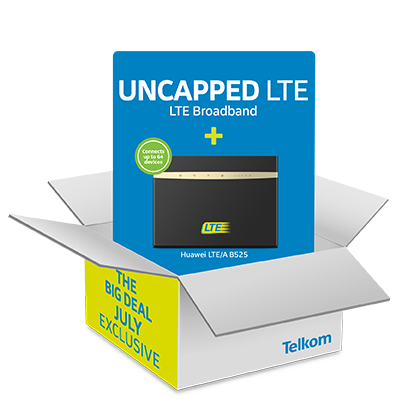 UNCAPPED LTE
LTE Broadband
+
Connects
up to 64
devices
LTE
Huawei LTE/A B525
THE
BIG DEAL
JULY
EXCLUSIVE
Telkom